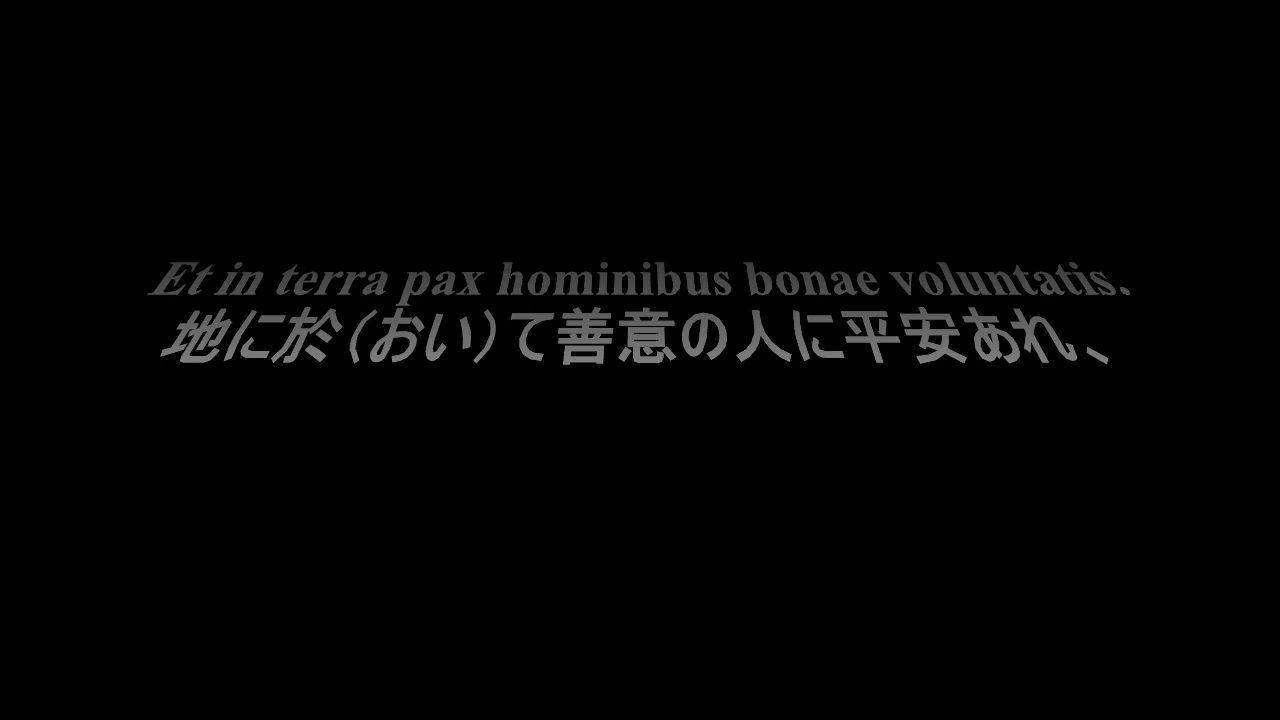 Et in terra pax hominibus bonae voluntatis.
地に於（おい）て善意の人に平安あれ、